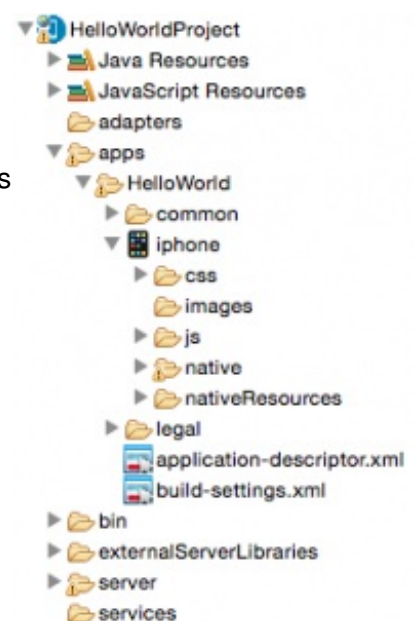 HelloWorldProject
Java Resources
JavaScript Resources
adapters
apps
s
HelloWorld
common
iphone
css
images
js
native
nativeResources
legal
application-descriptor.xml
build-settings.xml
bin
externalServerLibraries
server
services